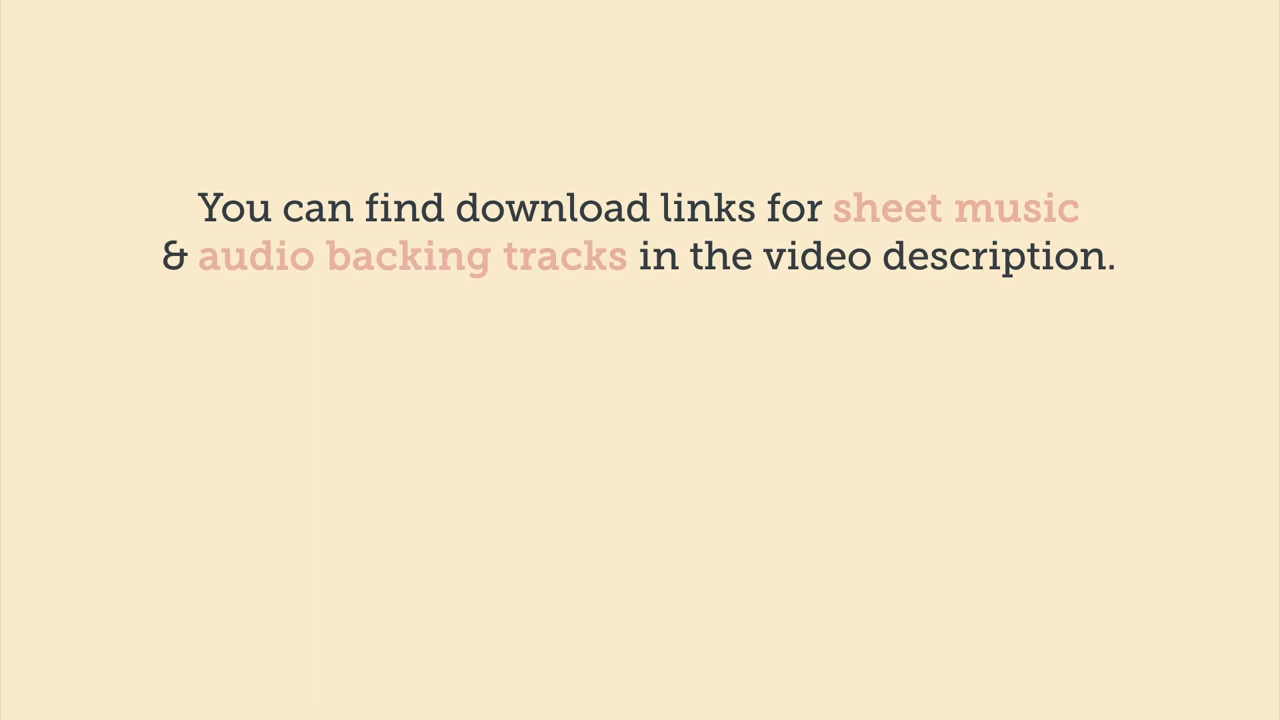 You can find download links for sheet music
& audio backing tracks in the video description.